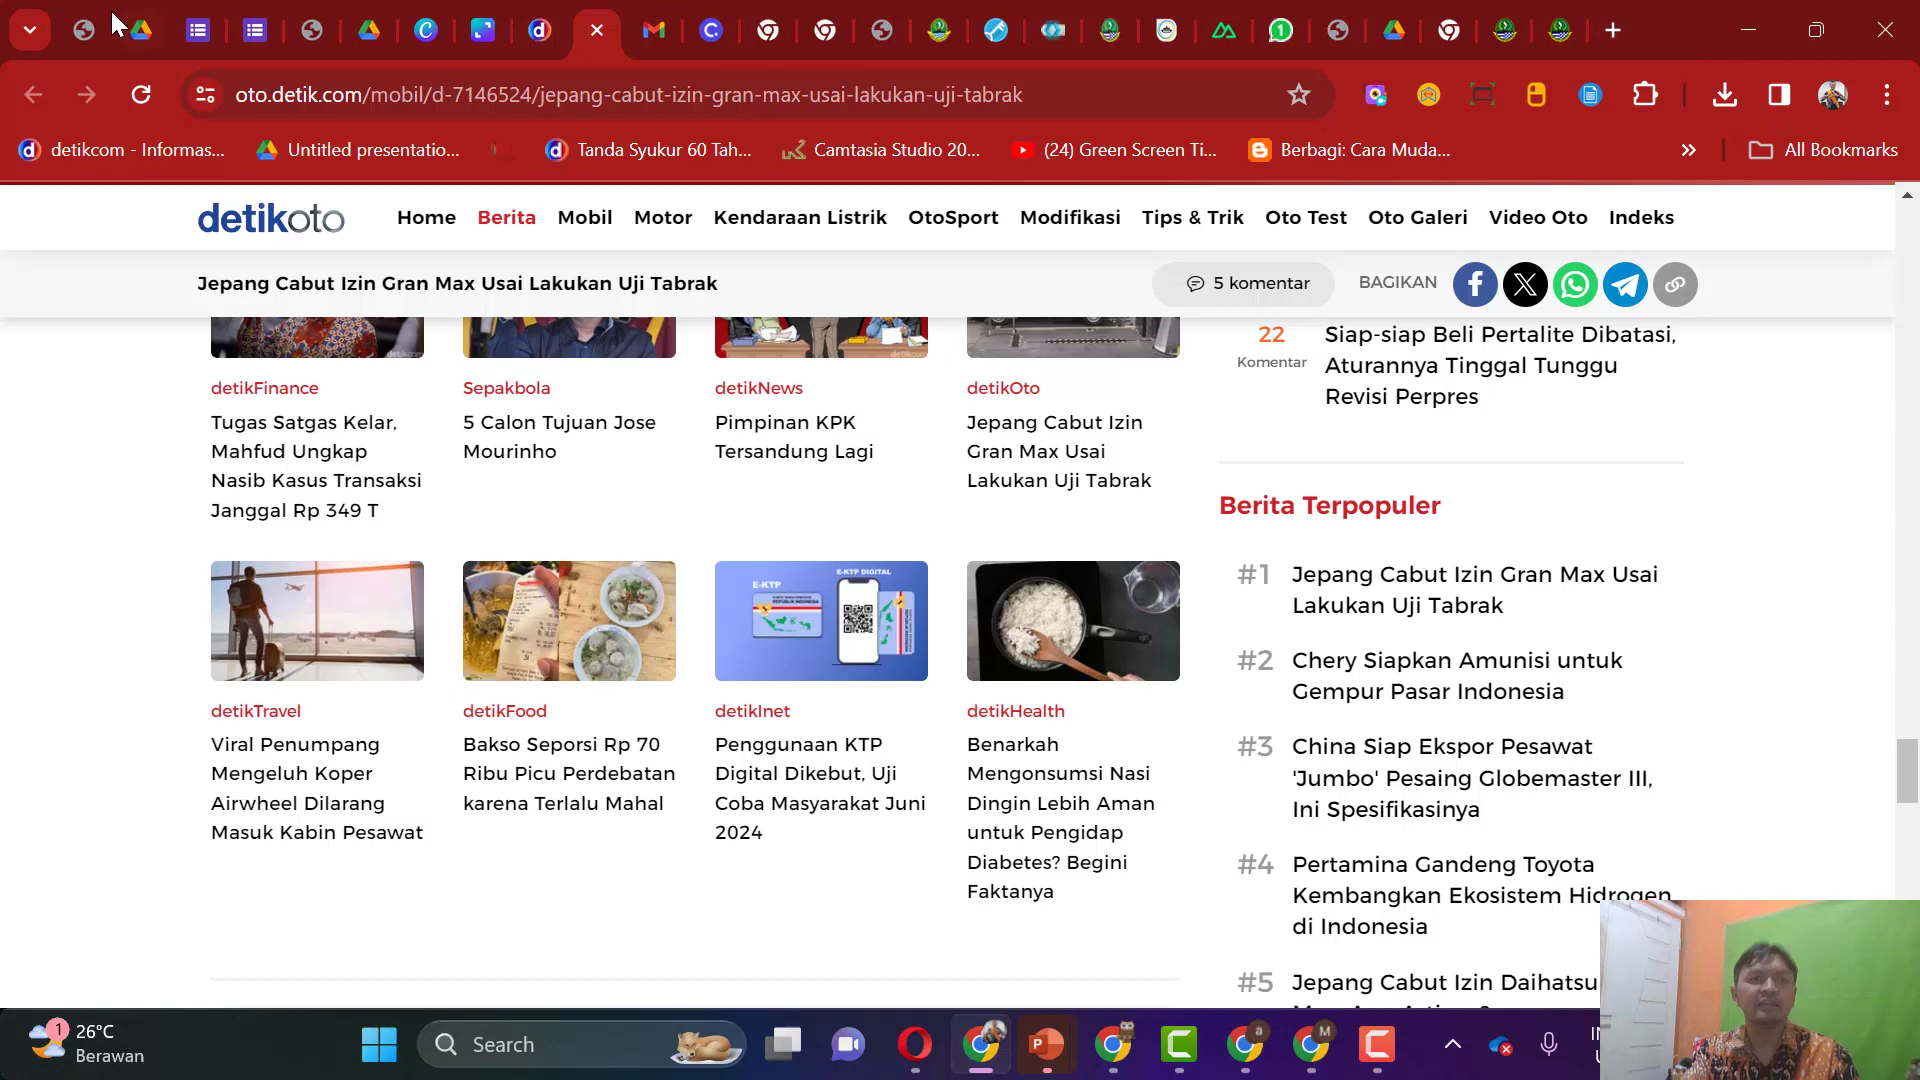 oto.detik.com/mobil/d-7146524/jepang-cabut-izin-gran-max-usai-lakukan-uji-tabrak
detikcom - Informas...
Untitled presentatio...
Tanda Syukur 60 Tah...
Camtasia Studio 20...
(24) Green Screen Ti...
Berbagi: Cara Muda...
All Bookmarks
detikoto
Home
Berita
Mobil
Motor
Kendaraan Listrik
OtoSport
Modifikasi
Tips & Trik
Oto Test
Oto Galeri
Video Oto
Indeks
Jepang Cabut Izin Gran Max Usai Lakukan Uji Tabrak
5 komentar
BAGIKAN
detikFinance
Tugas Satgas Kelar,
Mahfud Ungkap
Nasib Kasus Transaksi
Janggal Rp 349 T
Sepakbola
5 Calon Tujuan Jose
Mourinho
detikNews
Pimpinan KPK
Tersandung Lagi
detikOto
Jepang Cabut Izin
Gran Max Usai
Lakukan Uji Tabrak
22
Komentar
Siap-siap Beli Pertalite Dibatasi,
Aturannya Tinggal Tunggu
Revisi Perpres
E-KTP
E-KTP DIGITAL
detikTravel
Viral Penumpang
Mengeluh Koper
Airwheel Dilarang
Masuk Kabin Pesawat
detikFood
Bakso Seporsi Rp 70
Ribu Picu Perdebatan
karena Terlalu Mahal
detikInet
Penggunaan KTP
Digital Dikebut, Uji
Coba Masyarakat Juni
2024
detikHealth
Benarkah
Mengonsumsi Nasi
Dingin Lebih Aman
untuk Pengidap
Diabetes? Begini
Faktanya
Berita Terpopuler
#1 Jepang Cabut Izin Gran Max Usai
Lakukan Uji Tabrak
#2 Chery Siapkan Amunisi untuk
Gempur Pasar Indonesia
#3 China Siap Ekspor Pesawat
'Jumbo' Pesaing Globemaster III,
Ini Spesifikasinya
#4 Pertamina Gandeng Toyota
Kembangkan Ekosistem Hidrogen
di Indonesia
#5 Jepang Cabut Izin Daihatsu
1
26°C
Berawan
Search